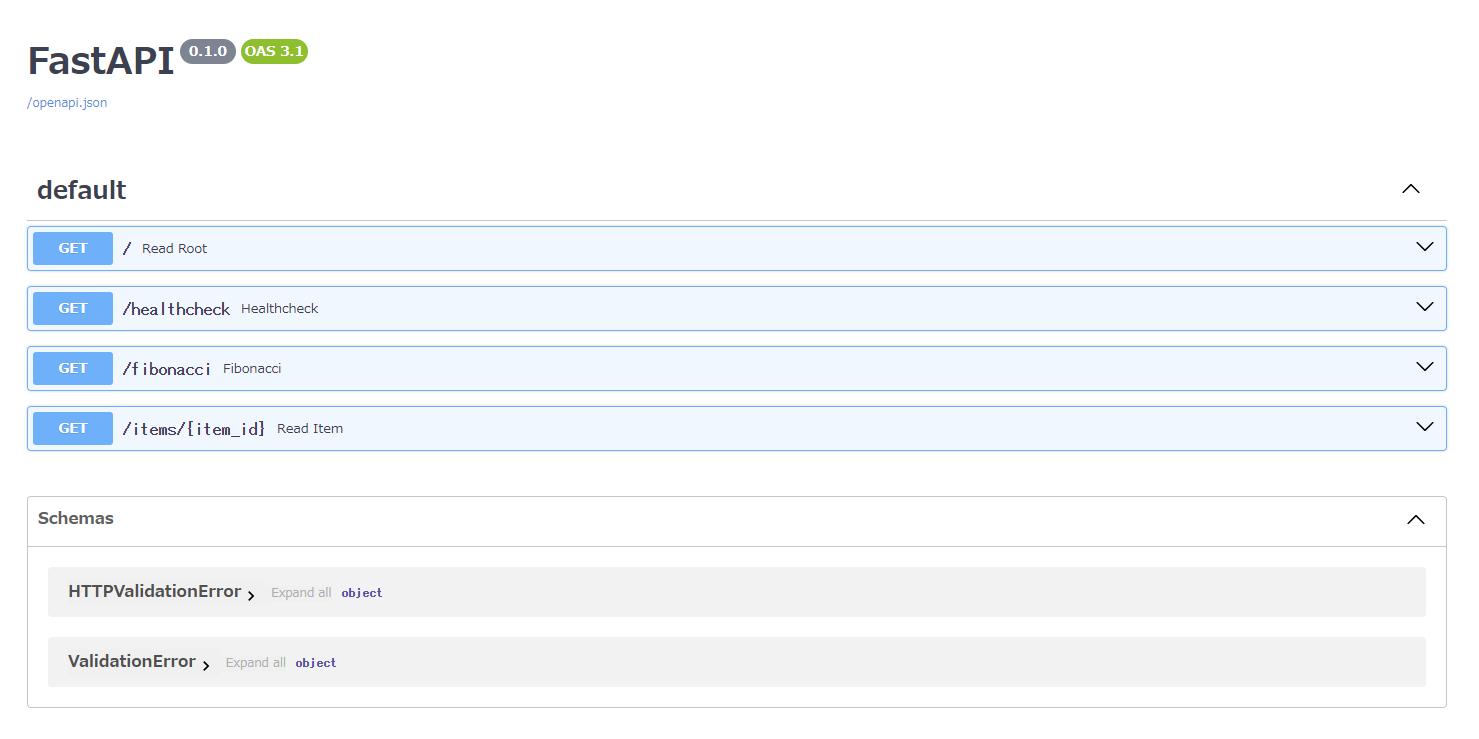 FastAPI 0.1.0 OAS 3.1
/openapi.json
default
GET / Read Root
GET /healthcheck Healthcheck
GET /fibonacci Fibonacci
GET /items/{item_id} Read Item
Schemas
HTTPValidationError Expand all object
ValidationError Expand all object